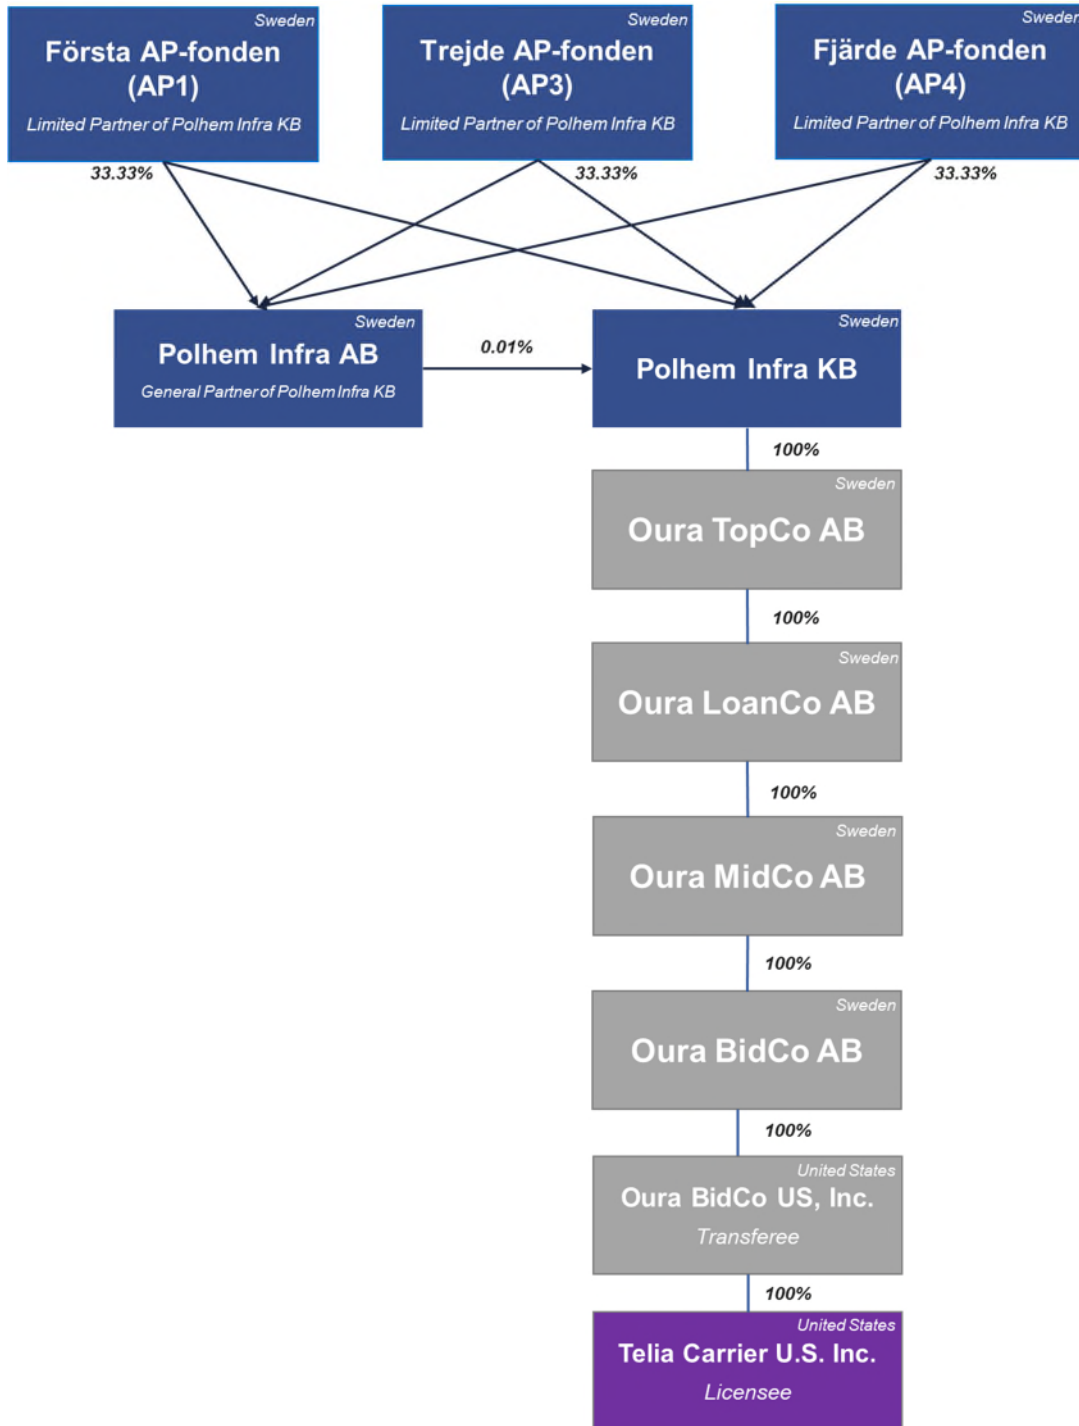 Sweden
Första AP-fonden
(AP1)
Limited Partner of Polhem Infra KB
Sweden
Trejde AP-fonden
(AP3)
Limited Partner of Polhem Infra KB
Sweden
Fjärde AP-fonden
(AP4)
Limited Partner of Polhem Infra KB
33.33%
33.33%
33.33%
Sweden
Polhem Infra AB
General Partner of Polhem Infra KB
0.01%
Sweden
Polhem Infra KB
100%
Sweden
Oura TopCo AB
100%
Sweden
Oura LoanCo AB
100%
Sweden
Oura MidCo AB
100%
Sweden
Oura BidCo AB
100%
United States
Oura BidCo US, Inc.
Transferee
100%
United States
Telia Carrier U.S. Inc.
Licensee